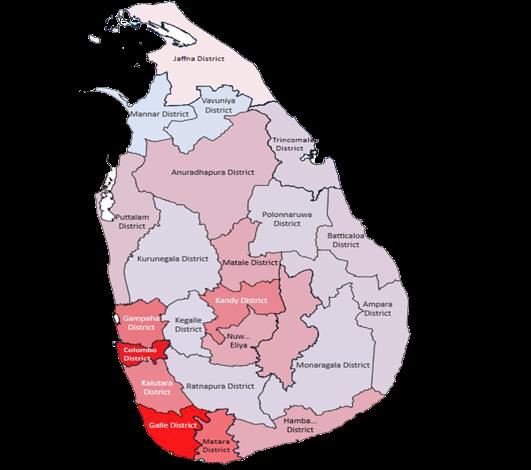 Jaffna District
Vavuniya
District
Mannar District
Trincomale
District
Anuradhapura District
Polonnaruwa
District
Puttalam
District
Batticaloa
District
Kurunegala District
Matale District
Kandy District
Ampara
District
Gampaha
District
Kegalle
District
Nuw...
Eliya
Colombo
District
Monaragala District
Kalutara
District
Ratnapura District
Galle District
Hamba...
District
Matara
District